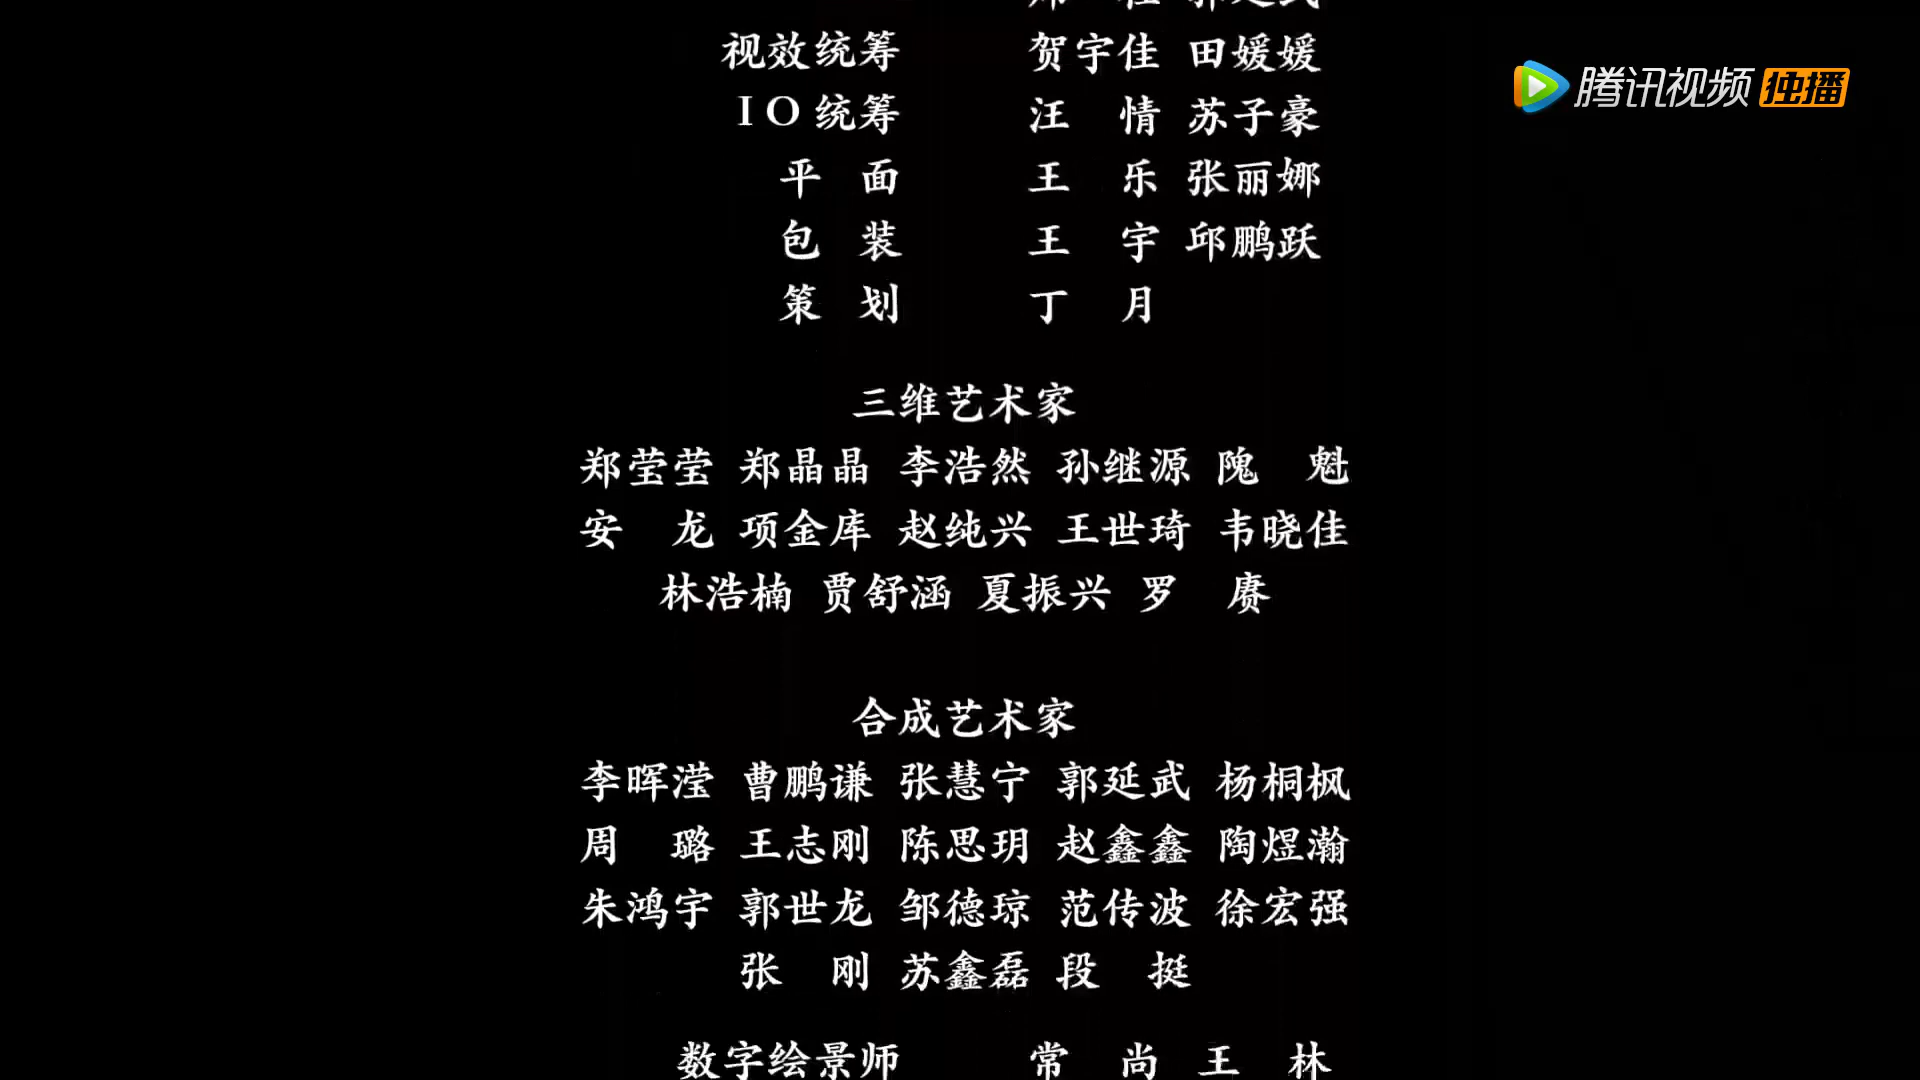 视效统筹 贺宇佳 田媛媛
腾讯视频 独播
IO统筹 汪 情 苏子豪
平 面 王 乐 张丽娜
包 装 王 宇 邱鹏跃
策 划 丁 月
三维艺术家
郑莹莹 郑晶晶 李浩然 孙继源 隗 魁
安 龙 项金库 赵纯兴 王世琦 韦晓佳
林浩楠 贾舒涵 夏振兴 罗 赓
合成艺术家
李晖滢 曹鹏谦 张慧宁 郭延武 杨桐枫
周 璐 王志刚 陈思玥 赵鑫鑫 陶煜瀚
朱鸿宇 郭世龙 邹德琼 范传波 徐宏强
张 刚 苏鑫磊 段 挺
数字绘景师 常 尚 王 林